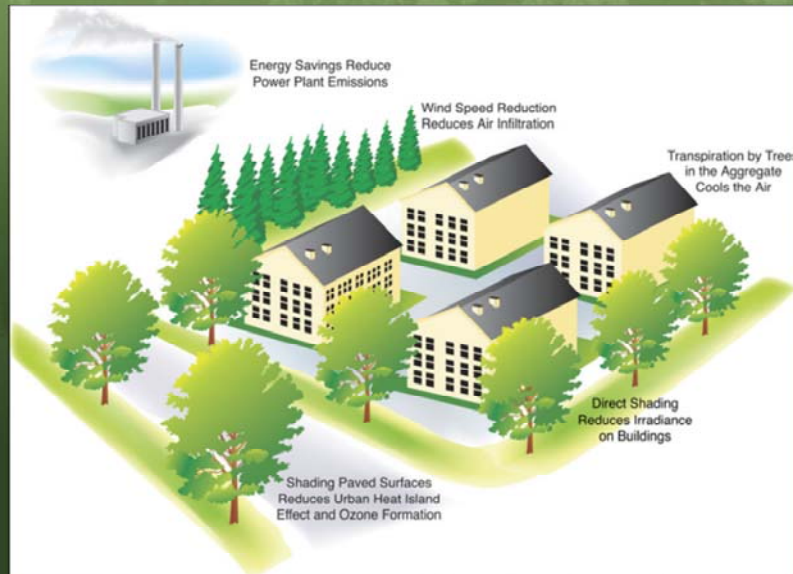 Energy Savings Reduce
Power Plant Emissions
Wind Speed Reduction
Reduces Air Infiltration
Transpiration by Trees
in the Aggregate
Cools the Air
Direct Shading
Reduces Irradiance
on Buildings
Shading Paved Surfaces
Reduces Urban Heat Island
Effect and Ozone Formation